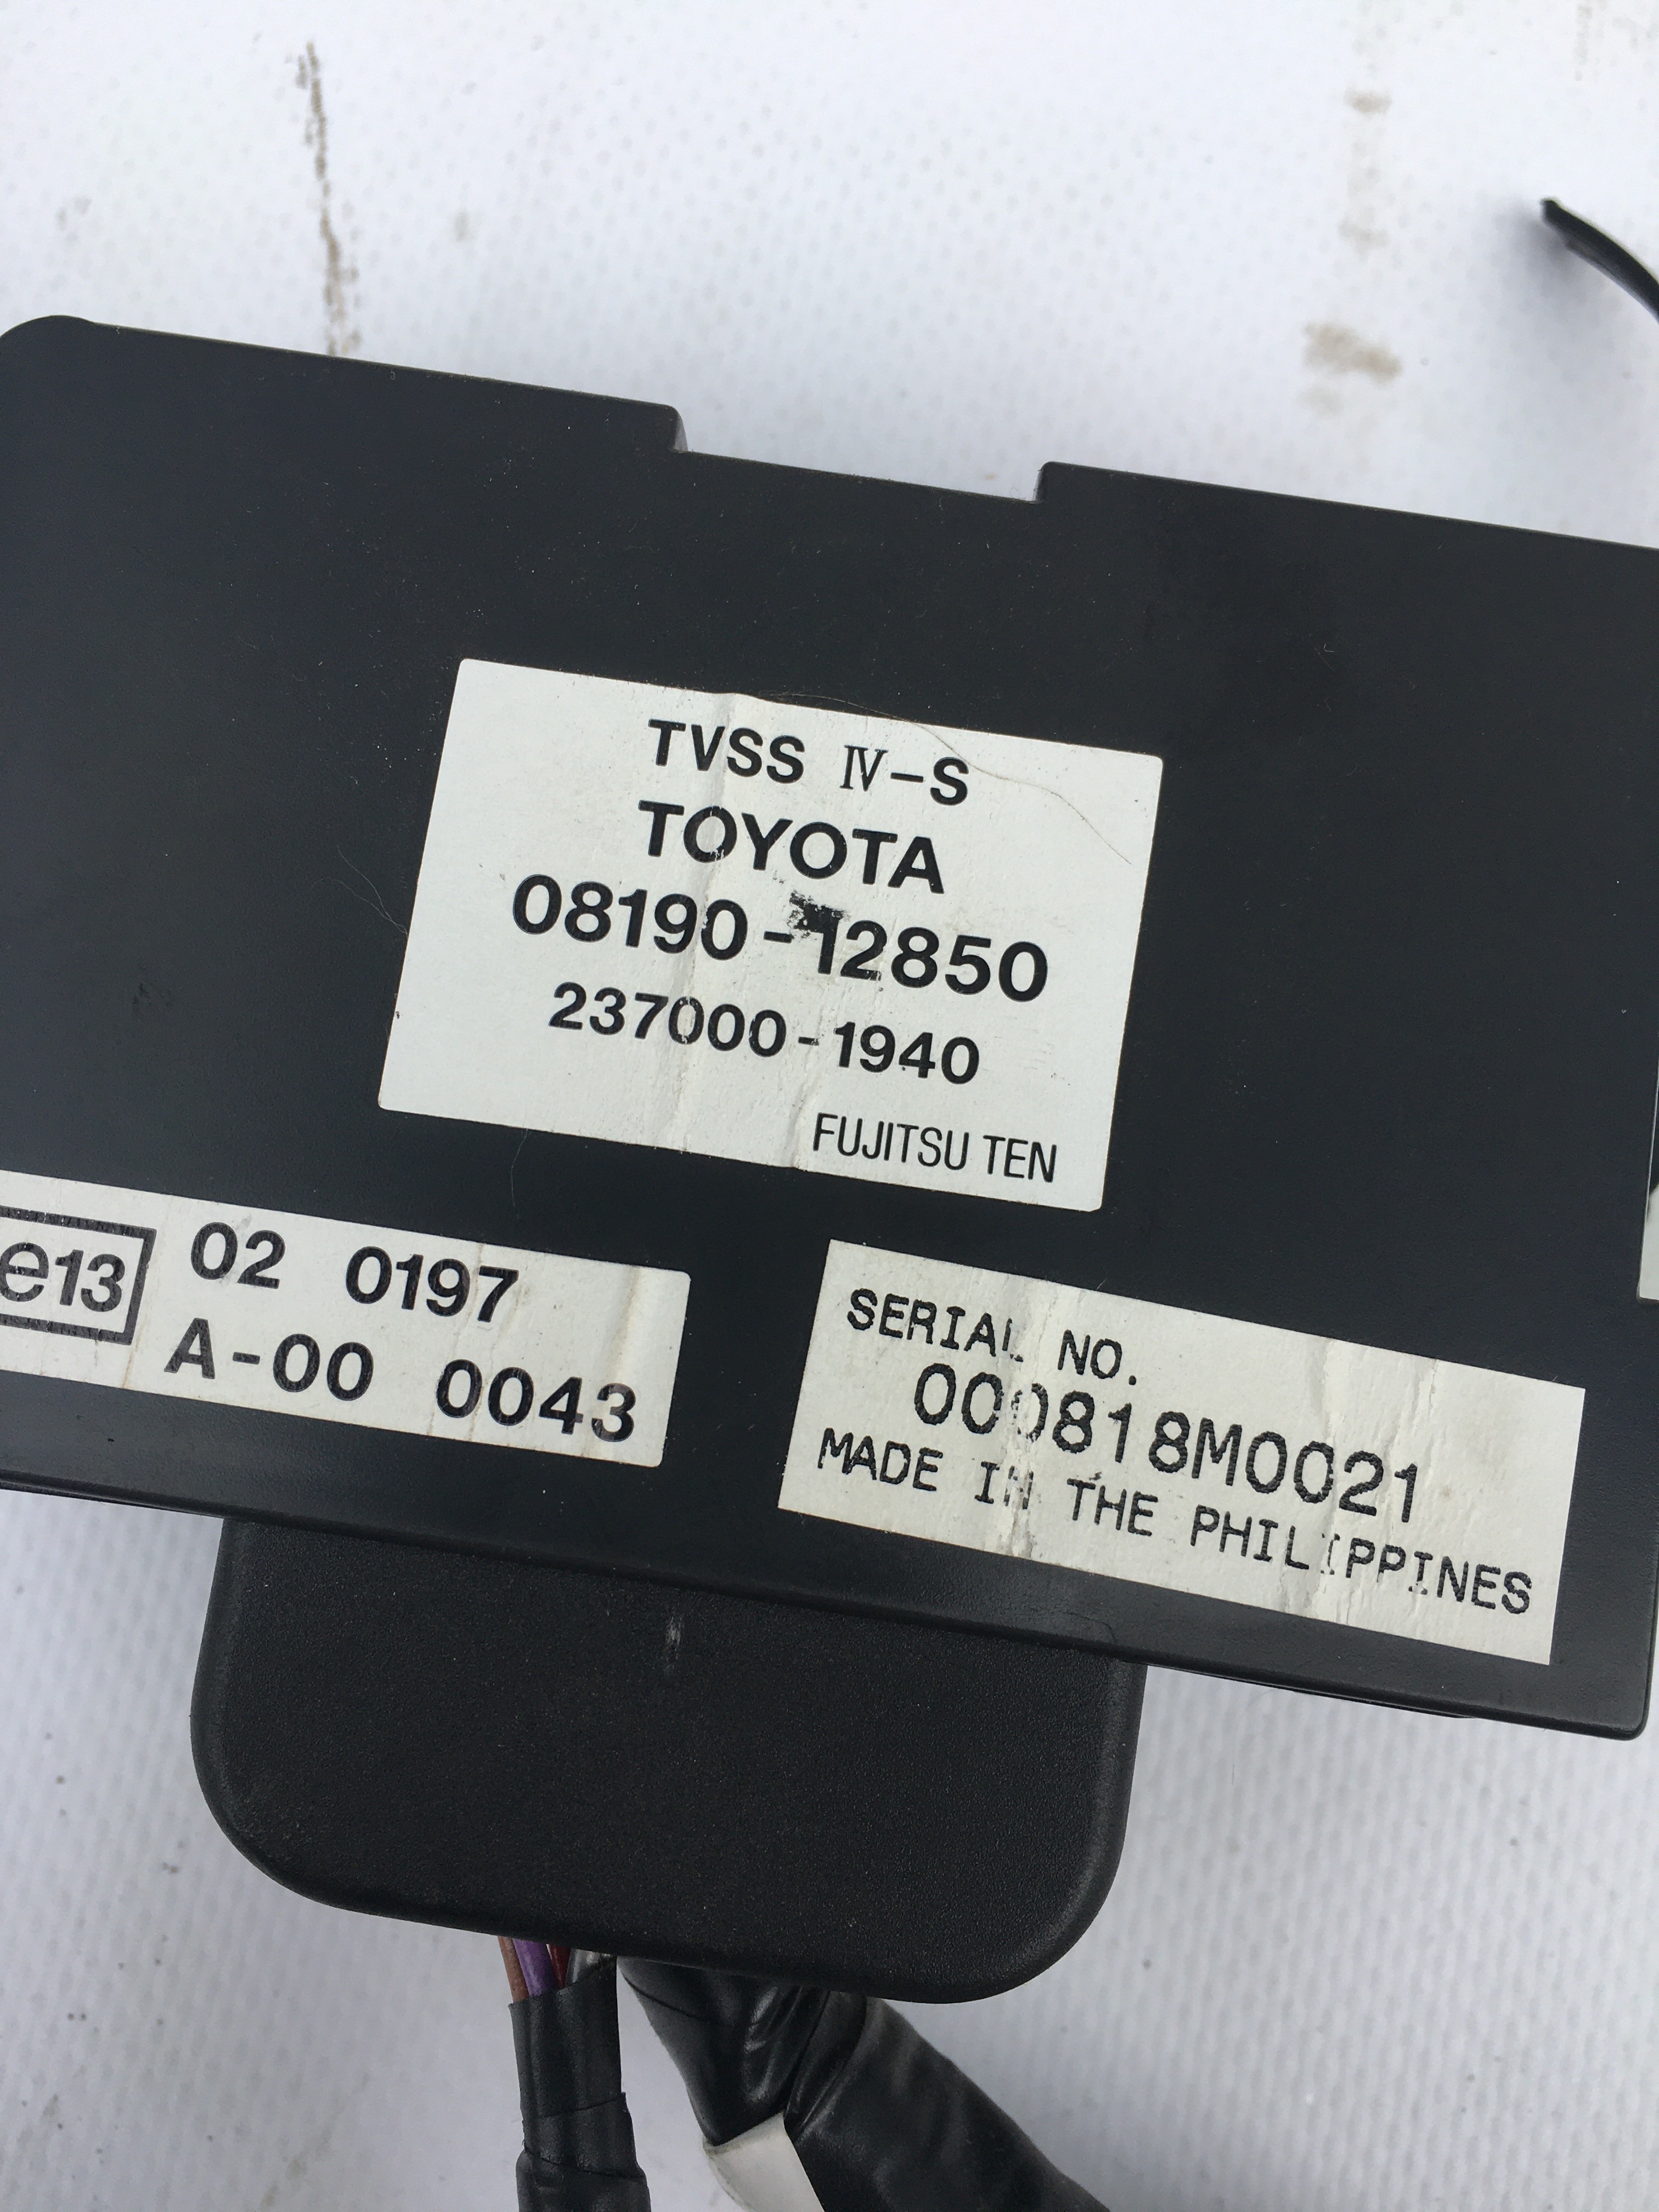 TVSS Ⅳ-S
TOYOTA
08190-12850
237000-1940
FUJITSU TEN
e13 02 0197
A-00 0043
SERIAL NO.
000818M0021
MADE IN THE PHILIPPINES